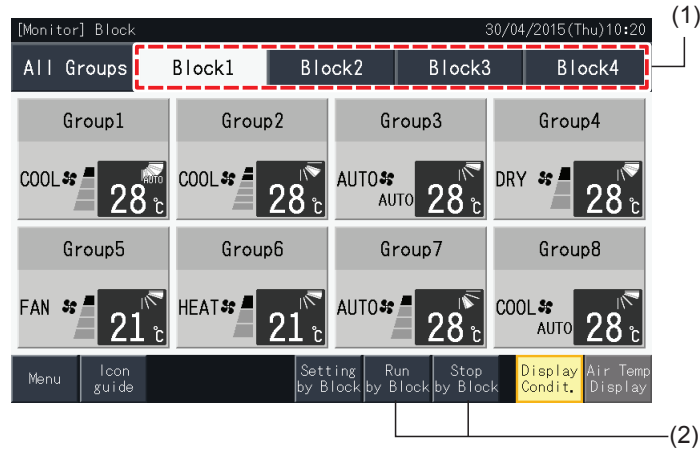 (1)
[Monitor] Block 30/04/2015(Thu)10:20
All Groups Block1 Block2 Block3 Block4
Group1 Group2 Group3 Group4
COOL AUTO 28°C COOL 28°C AUTO AUTO 28°C DRY 28°C
Group5 Group6 Group7 Group8
FAN 21°C HEAT 21°C AUTO 28°C COOL AUTO 28°C
Menu Icon Setting Run Stop Display Air Temp
guide by Block by Block by Block Condit. Display
(2)